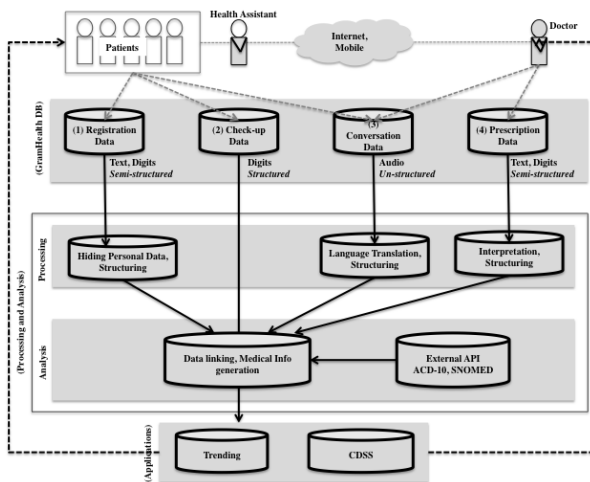 Health Assistant
Doctor
Patients
Internet,
Mobile
(GramHealth DB)
(1) Registration
Data
(2) Check-up
Data
(3)
Conversation
Data
(4) Prescription
Data
Text, Digits
Semi-structured
Digits
Structured
Audio
Un-structured
Text, Digits
Semi-structured
(Processing and Analysis)
Processing
Hiding Personal Data,
Structuring
Language Translation,
Structuring
Interpretation,
Structuring
Analysis
Data linking, Medical Info
generation
External API
ACD-10, SNOMED
(Applications)
Trending
CDSS